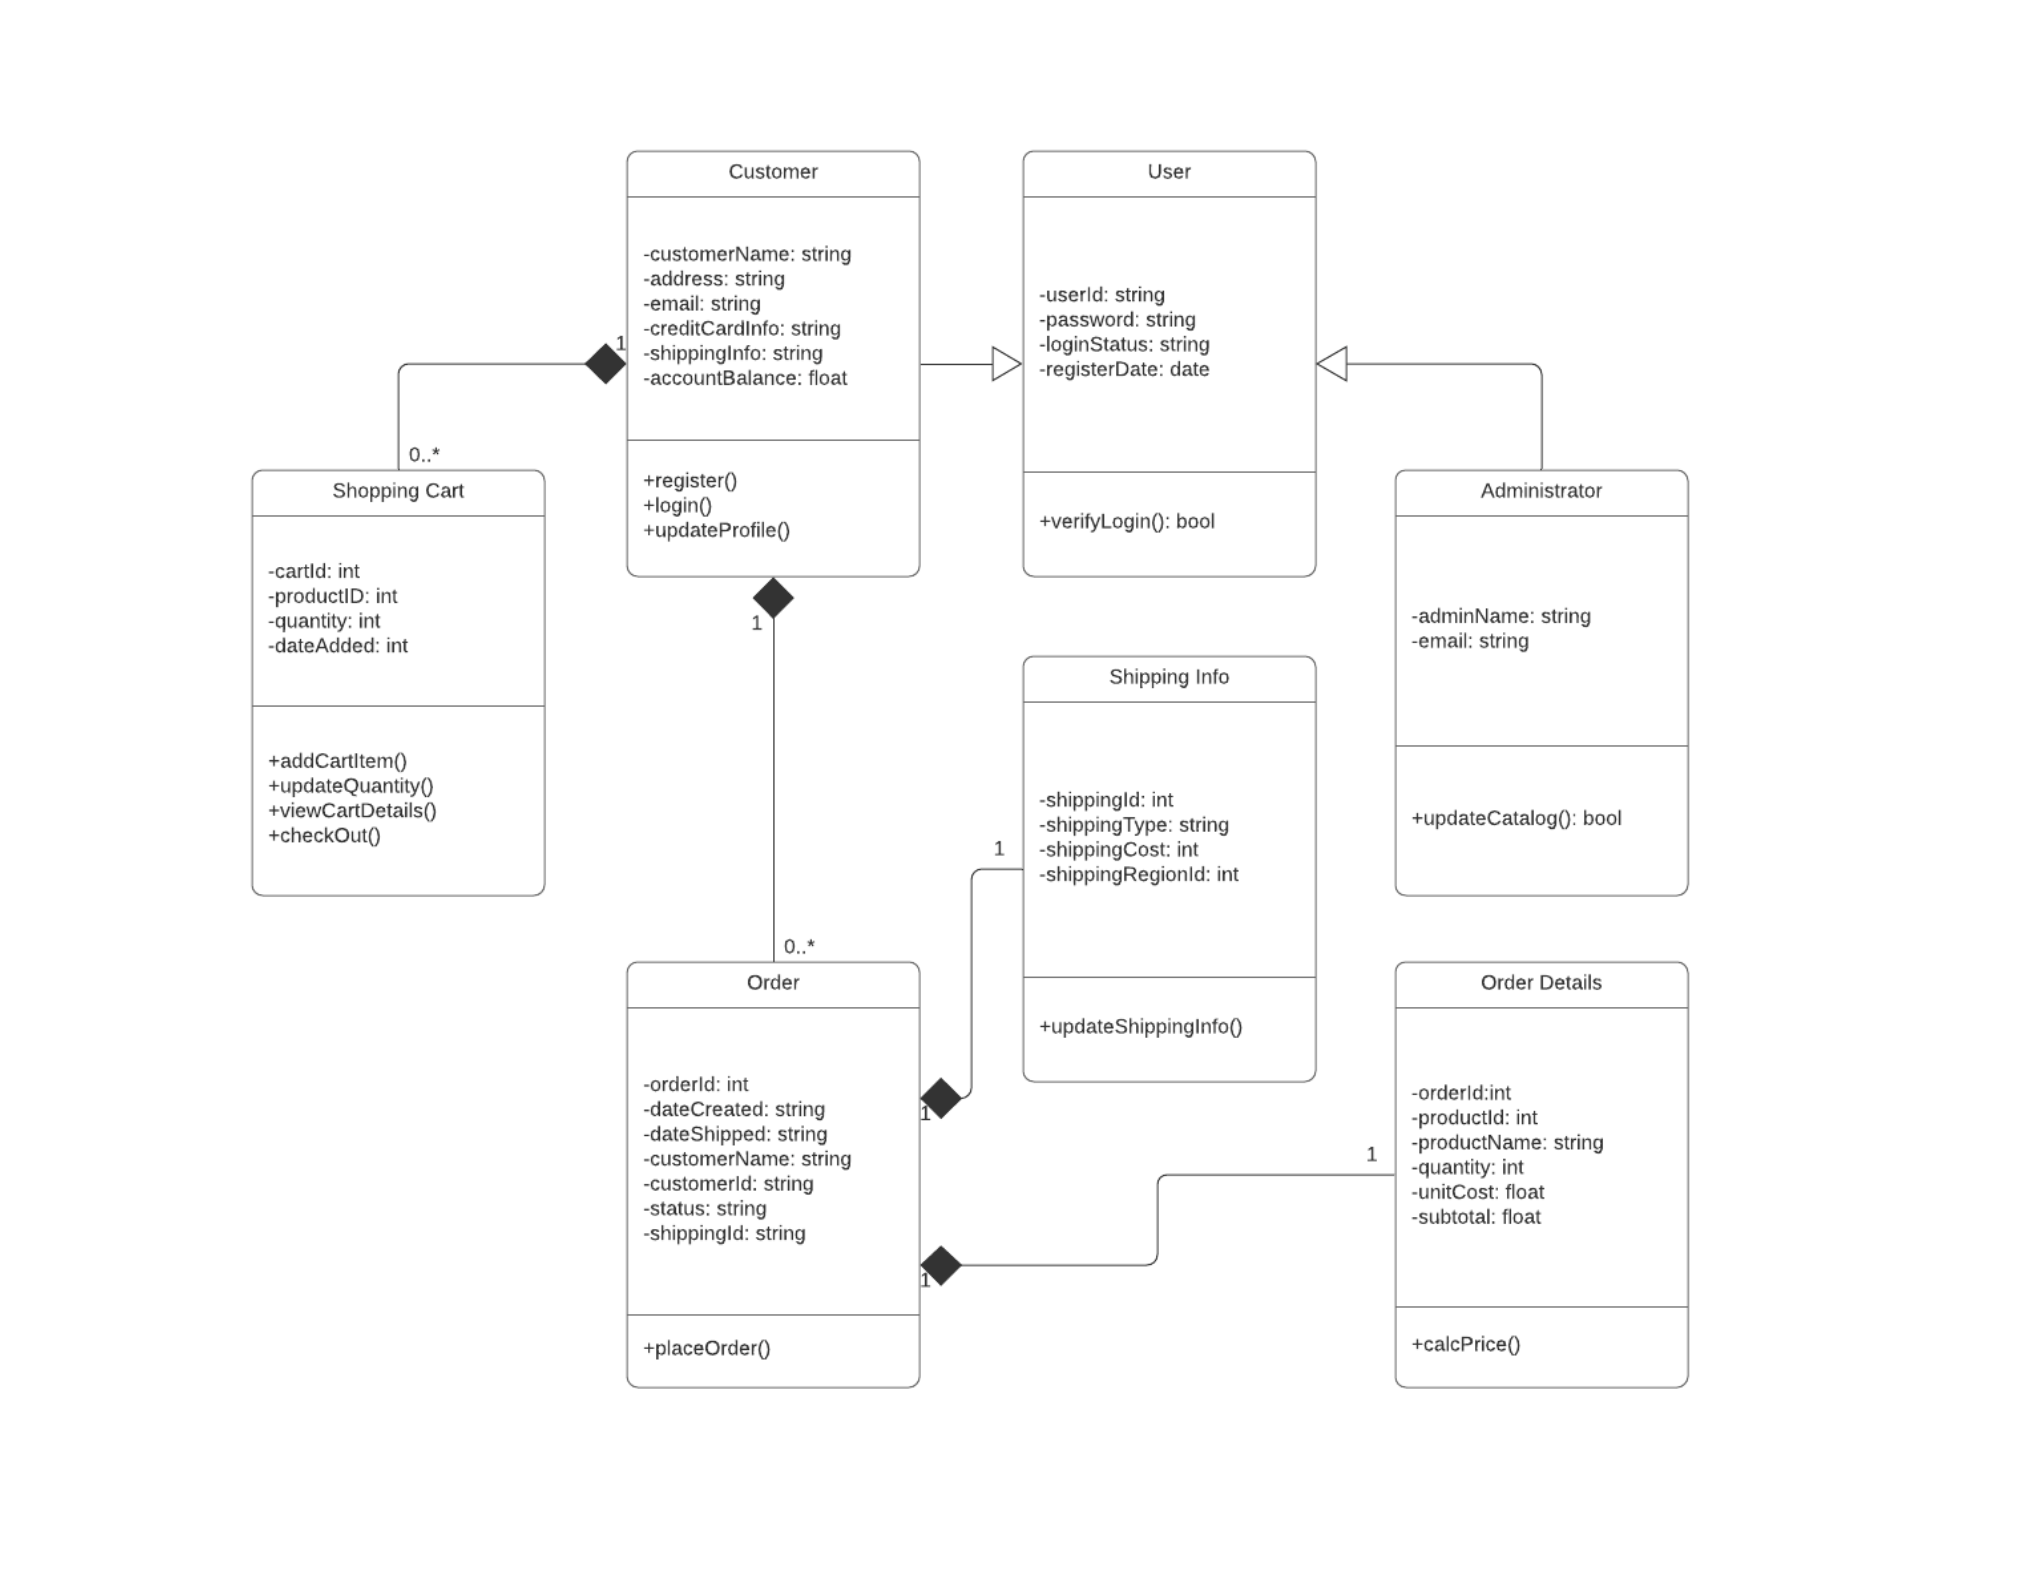 Customer
-customerName: string
-address: string
-email: string
-creditCardInfo: string
-shippingInfo: string
-accountBalance: float
+register()
+login()
+updateProfile()
User
-userId: string
-password: string
-loginStatus: string
-registerDate: date
+verifyLogin(): bool
1
0..*
Shopping Cart
-cartId: int
-productID: int
-quantity: int
-dateAdded: int
+addCartItem()
+updateQuantity()
+viewCartDetails()
+checkOut()
Administrator
-adminName: string
-email: string
+updateCatalog(): bool
1
0..*
Shipping Info
-shippingId: int
-shippingType: string
-shippingCost: int
-shippingRegionId: int
+updateShippingInfo()
1
1
Order
-orderId: int
-dateCreated: string
-dateShipped: string
-customerName: string
-customerId: string
-status: string
-shippingId: string
+placeOrder()
1
1
Order Details
-orderId:int
-productId: int
-productName: string
-quantity: int
-unitCost: float
-subtotal: float
+calcPrice()